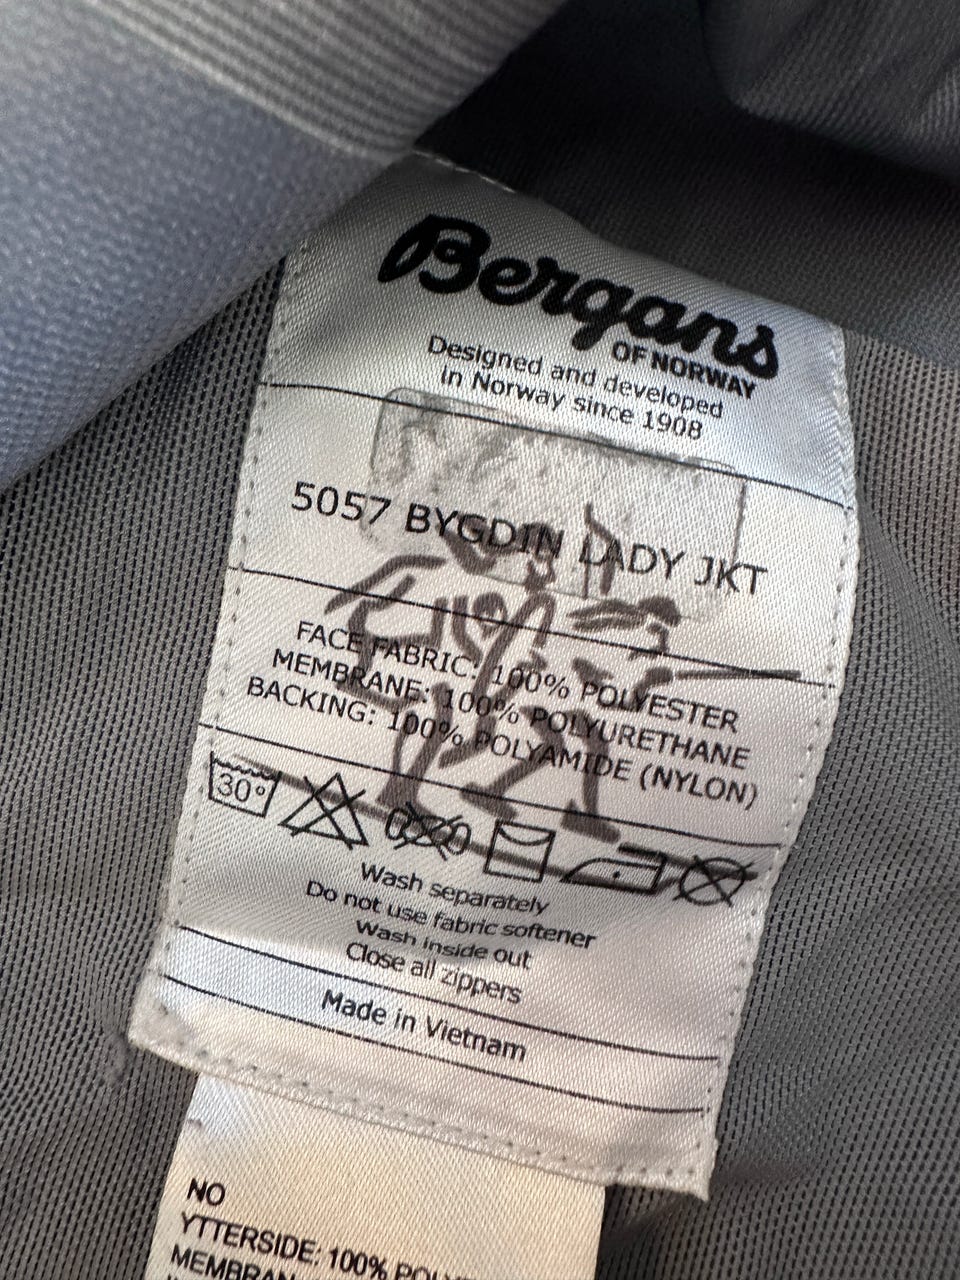 Bergans
OF NORWAY
Designed and developed
in Norway since 1908
5057 BYGDIN LADY JKT
FACE FABRIC: 100% POLYESTER
MEMBRANE: 100% POLYURETHANE
BACKING: 100% POLYAMIDE (NYLON)
30°
Wash separately
Do not use fabric softener
Wash inside out
Close all zippers
Made in Vietnam
NO
YTTERSIDE: 100%